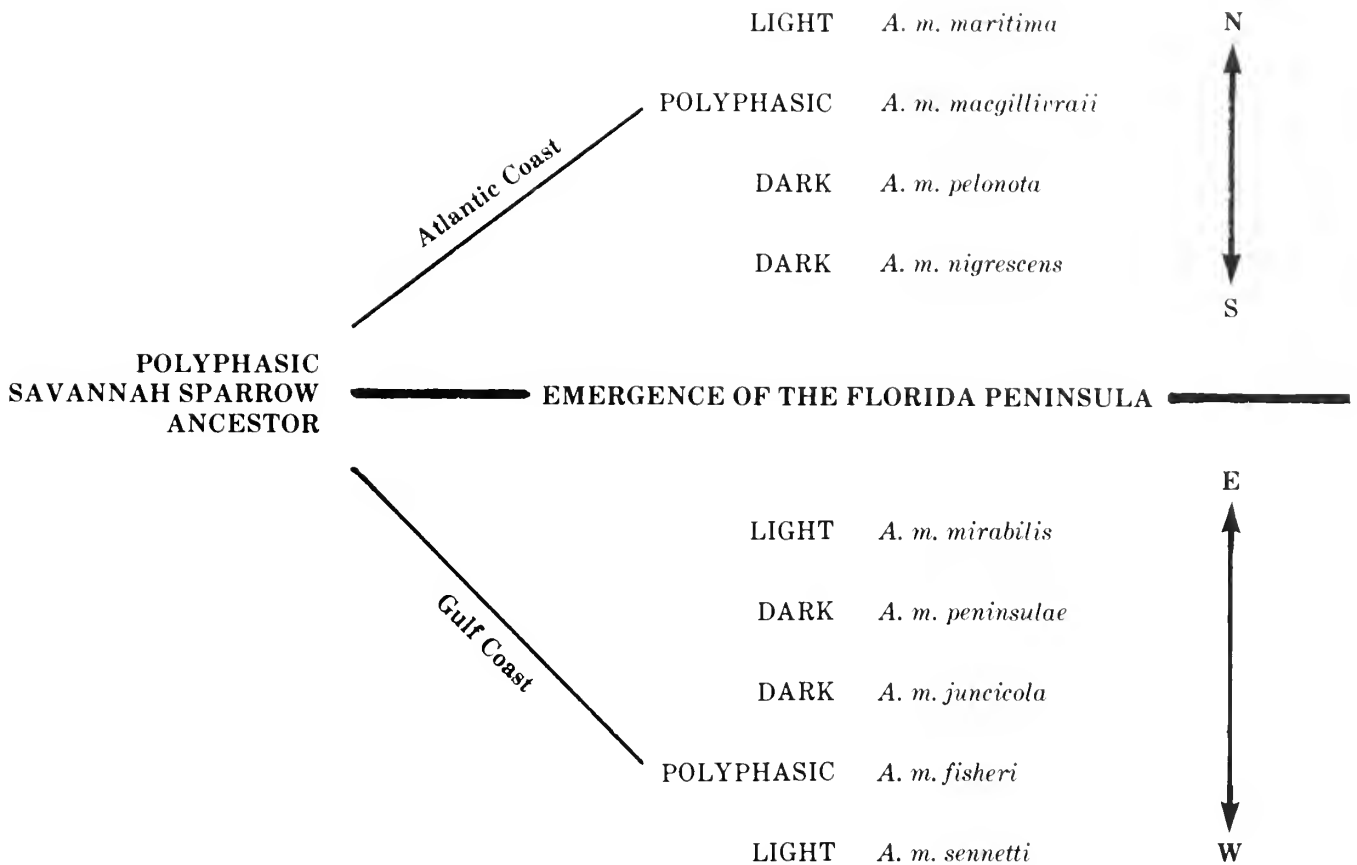 LIGHT A. m. maritima N
POLYPHASIC A. m. macgillivraii
Atlantic Coast
DARK A. m. pelonota
DARK A. m. nigrescens
S
POLYPHASIC
SAVANNAH SPARROW
ANCESTOR
EMERGENCE OF THE FLORIDA PENINSULA
E
LIGHT A. m. mirabilis
DARK A. m. peninsulae
Gulf Coast
DARK A. m. juncicola
POLYPHASIC A. m. fisheri
LIGHT A. m. sennetti W